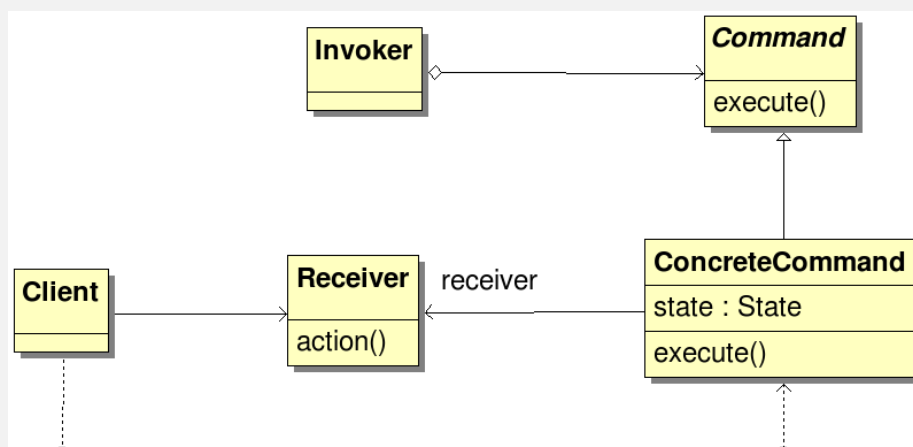 Invoker
Command
execute()
Client
Receiver
action()
receiver
ConcreteCommand
state : State
execute()